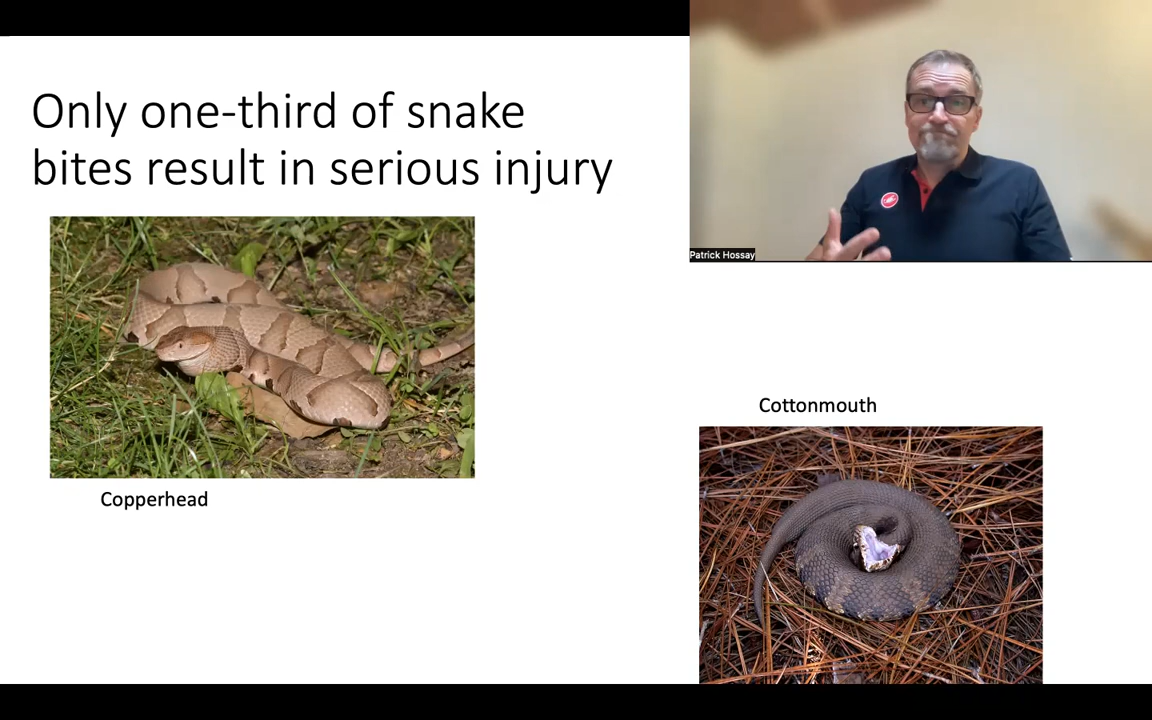 Only one-third of snake
bites result in serious injury
Patrick Hossay
Cottonmouth
Copperhead